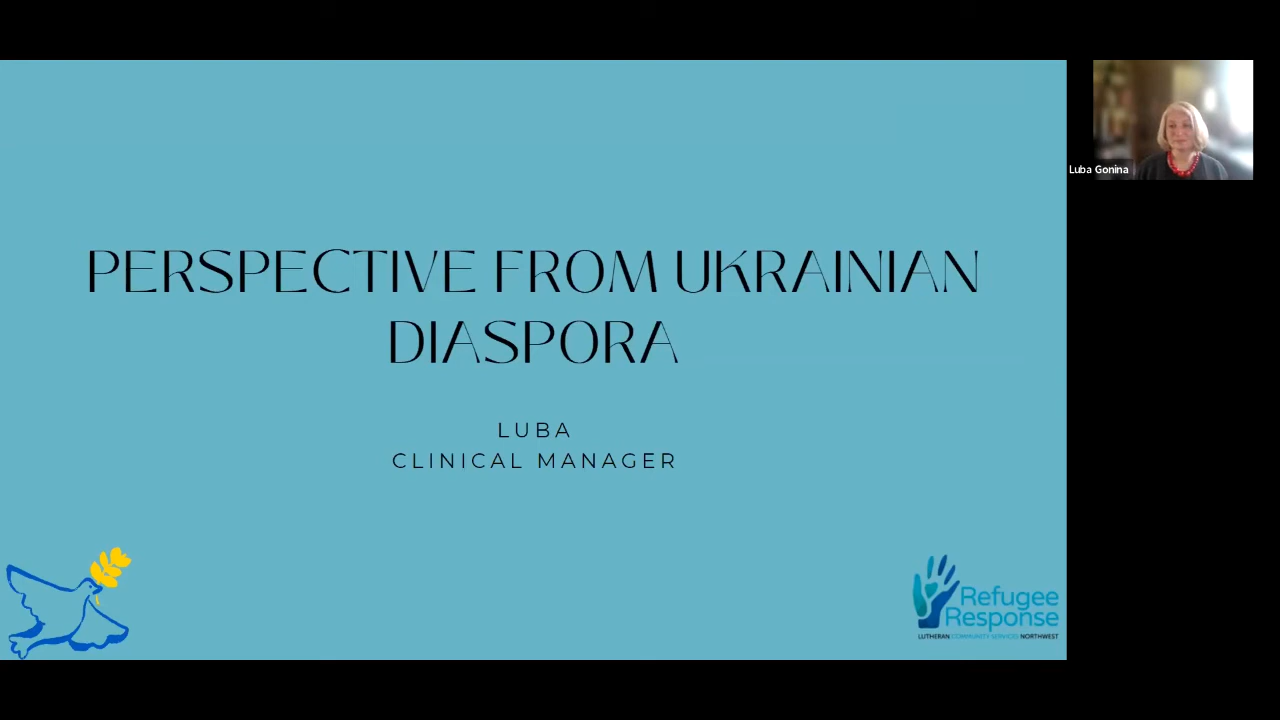 PERSPECTIVE FROM UKRAINIAN
DIASPORA
LUBA
CLINICAL MANAGER
Luba Gonina
Refugee
Response
LUTHERAN COMMUNITY SERVICES NORTHWEST